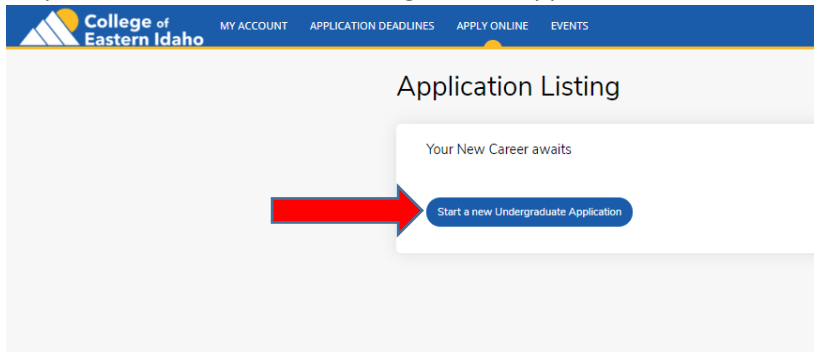 College of
Eastern Idaho
MY ACCOUNT APPLICATION DEADLINES APPLY ONLINE EVENTS
Application Listing
Your New Career awaits
Start a new Undergraduate Application